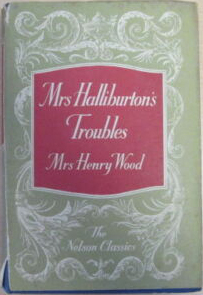 Mrs Halliburton's
Troubles
Mrs Henry Wood
The
Nelson Classics